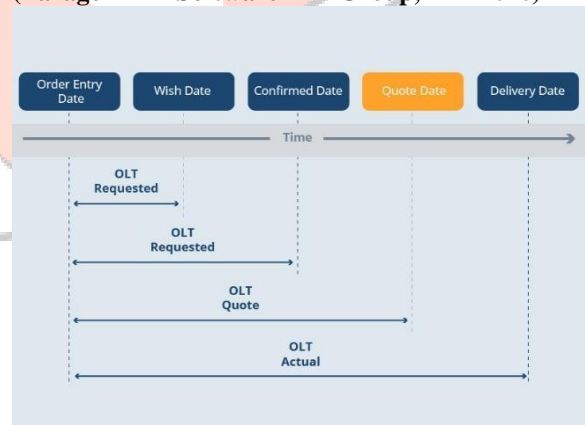 Order Entry
Date
Wish Date
Confirmed Date
Quote Date
Delivery Date
Time
OLT
Requested
OLT
Requested
OLT
Quote
OLT
Actual